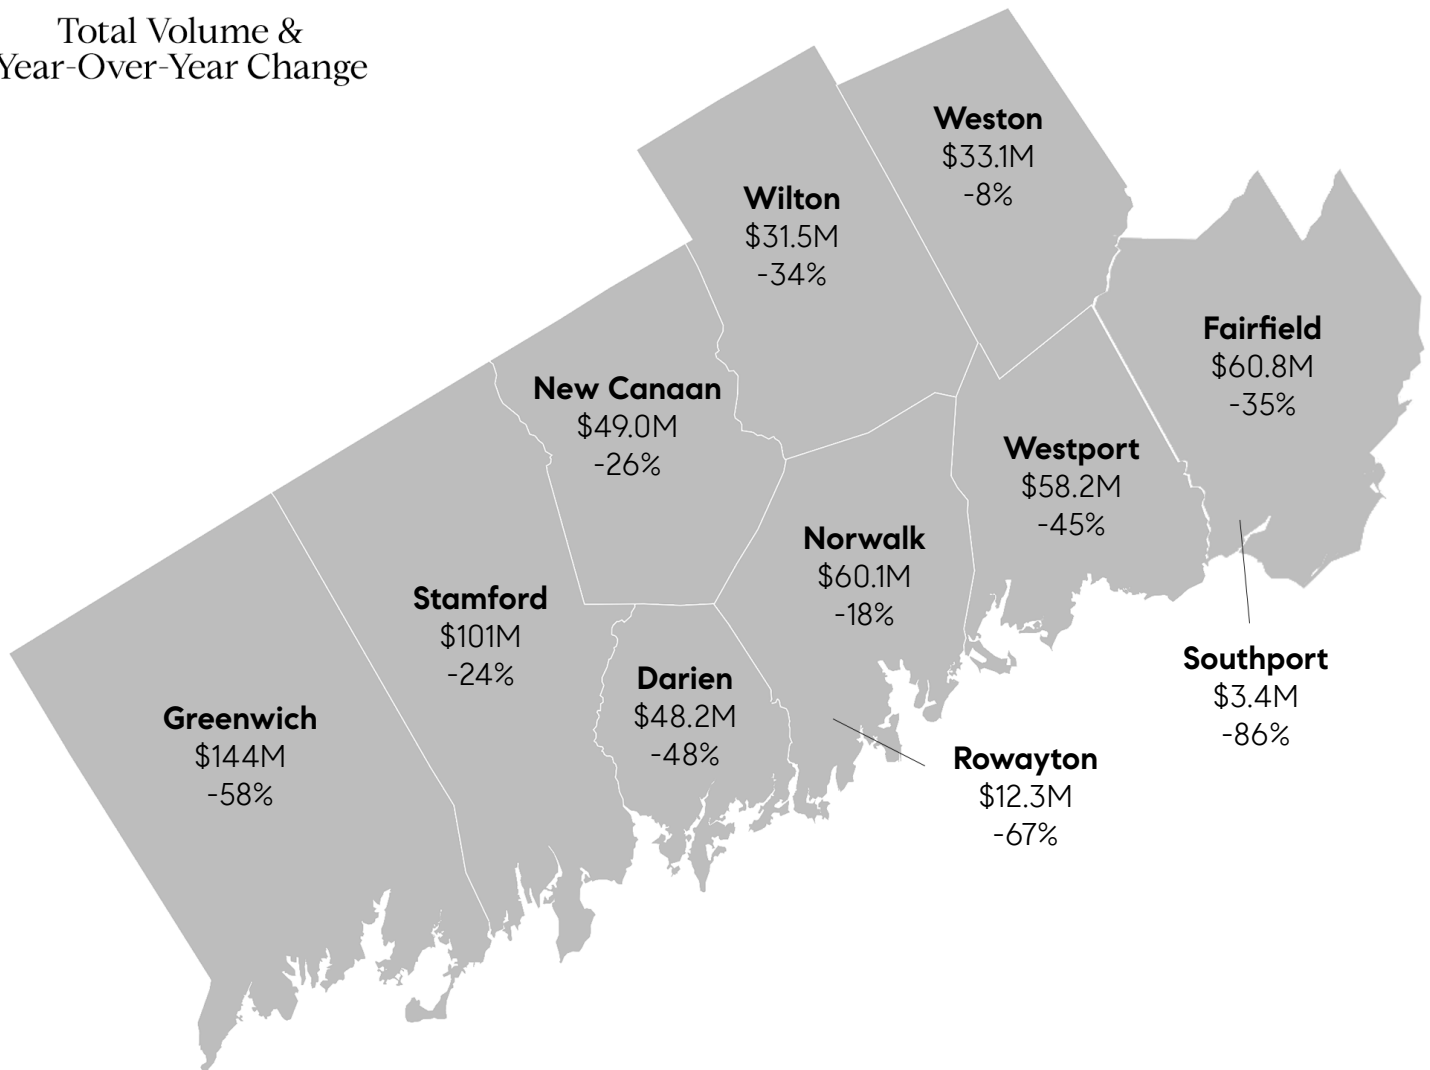 Total Volume &
Year-Over-Year Change
Weston
$33.1M
-8%
Wilton
$31.5M
-34%
Fairfield
$60.8M
-35%
New Canaan
$49.0M
-26%
Westport
$58.2M
-45%
Norwalk
$60.1M
-18%
Stamford
$101M
-24%
Darien
$48.2M
-48%
Southport
$3.4M
-86%
Greenwich
$144M
-58%
Rowayton
$12.3M
-67%